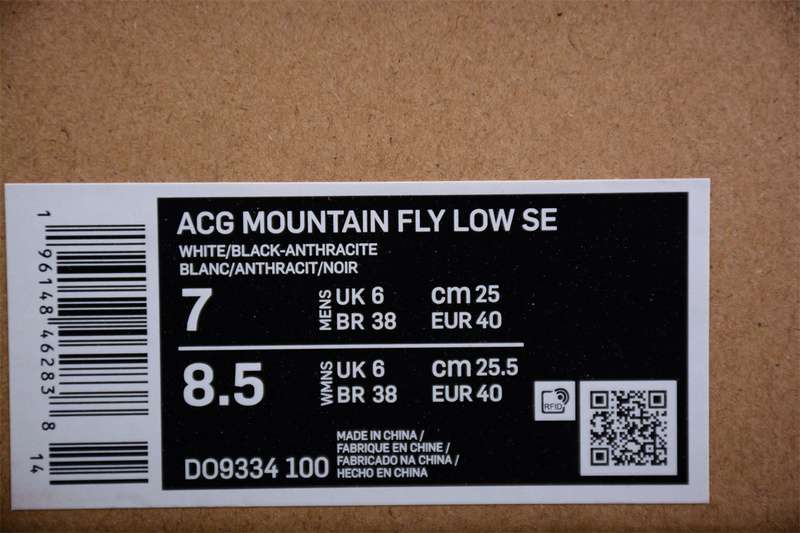 ACG MOUNTAIN FLY LOW SE
WHITE/BLACK-ANTHRACITE
BLANC/ANTHRACIT/NOIR
7 MENS UK 6 cm 25
BR 38 EUR 40
8.5 WMNS UK 6 cm 25.5
BR 38 EUR 40
RFID
DO9334 100
MADE IN CHINA /
FABRIQUE EN CHINE /
FABRICADO NA CHINA /
HECHO EN CHINA
1 96148 46283 8 14